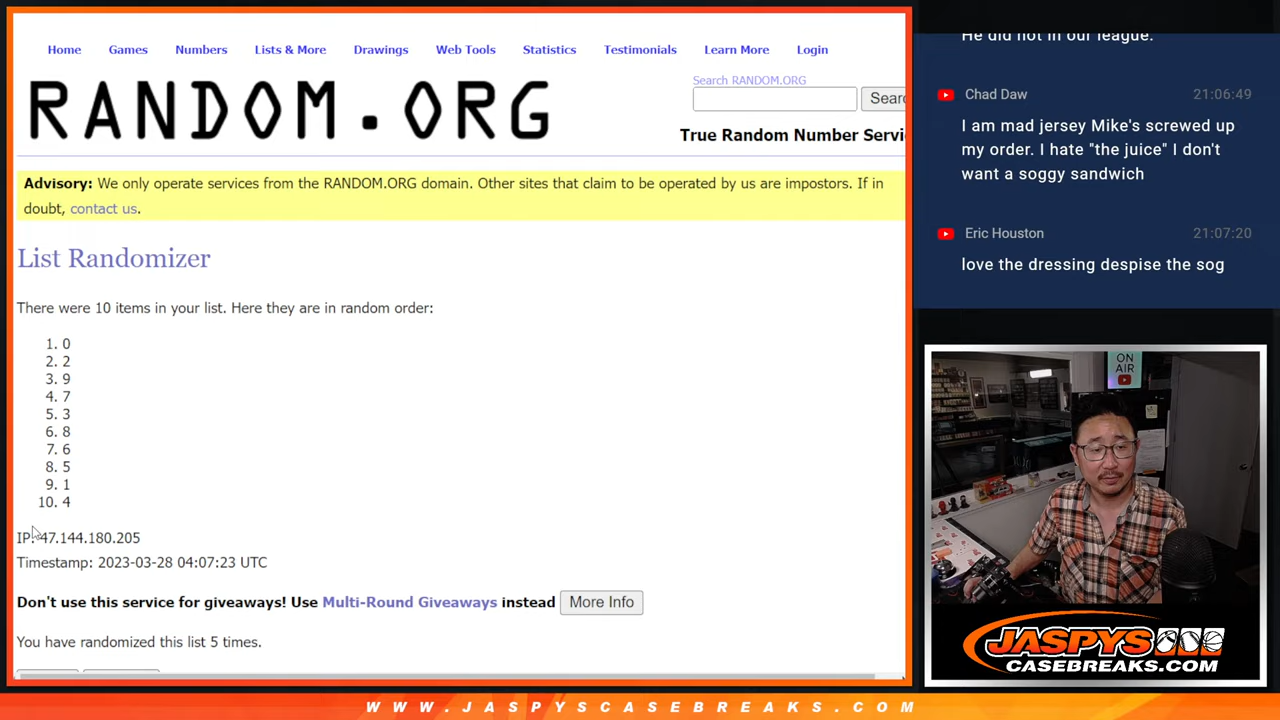 Home Games Numbers Lists & More Drawings Web Tools Statistics Testimonials Learn More Login
RANDOM.ORG
Search RANDOM.ORG
Searc
True Random Number Servi
Advisory: We only operate services from the RANDOM.ORG domain. Other sites that claim to be operated by us are impostors. If in
doubt, contact us.
List Randomizer
There were 10 items in your list. Here they are in random order:
1. 0
2. 2
3. 9
4. 7
5. 3
6. 8
7. 6
8. 5
9. 1
10. 4
IP: 47.144.180.205
Timestamp: 2023-03-28 04:07:23 UTC
Don't use this service for giveaways! Use Multi-Round Giveaways instead More Info
You have randomized this list 5 times.
He did not in our league.
Chad Daw 21:06:49
I am mad jersey Mike's screwed up
my order. I hate "the juice" I don't
want a soggy sandwich
Eric Houston 21:07:20
love the dressing despise the sog
ON
AIR
JASPYS
CASEBREAKS.COM
WWW.JASPYSCASEBREAKS.COM